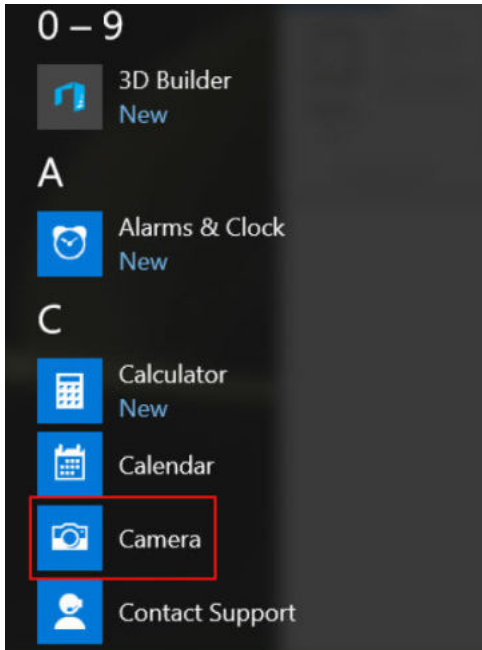 0 – 9
3D Builder
New
A
Alarms & Clock
New
C
Calculator
New
Calendar
Camera
Contact Support